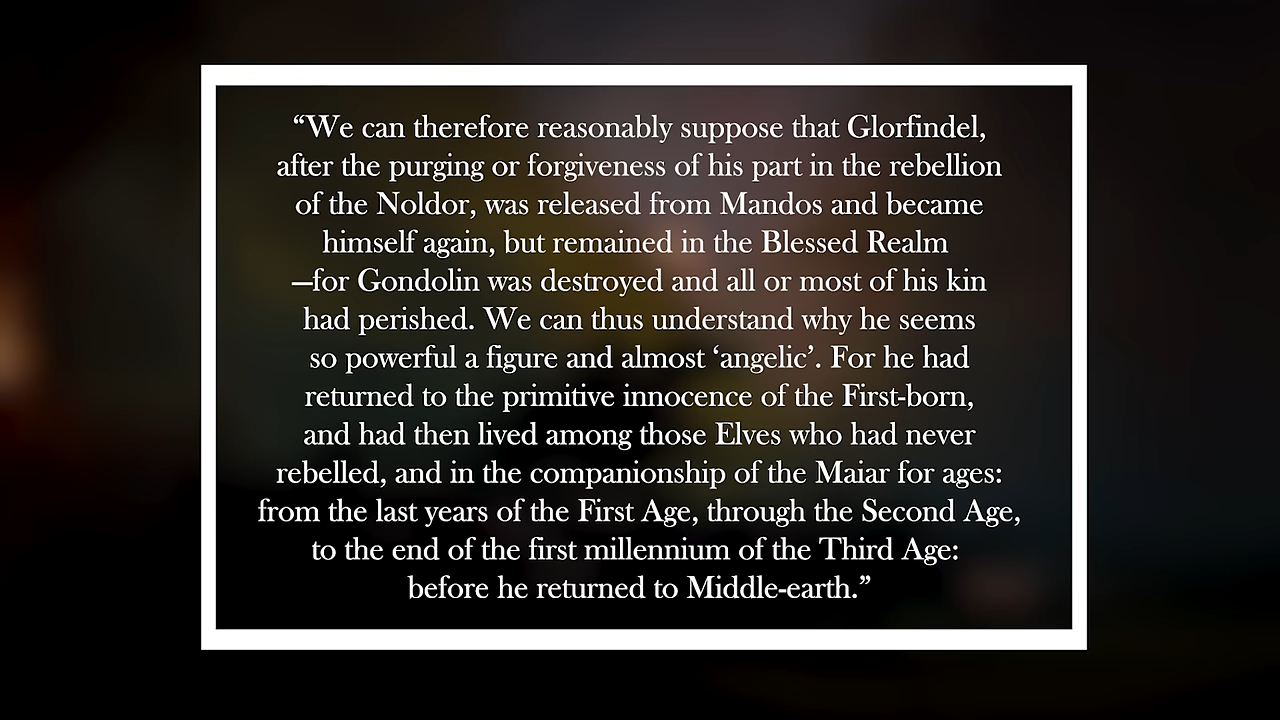 “We can therefore reasonably suppose that Glorfindel,
after the purging or forgiveness of his part in the rebellion
of the Noldor, was released from Mandos and became
himself again, but remained in the Blessed Realm
—for Gondolin was destroyed and all or most of his kin
had perished. We can thus understand why he seems
so powerful a figure and almost ‘angelic’. For he had
returned to the primitive innocence of the First-born,
and had then lived among those Elves who had never
rebelled, and in the companionship of the Maiar for ages:
from the last years of the First Age, through the Second Age,
to the end of the first millennium of the Third Age:
before he returned to Middle-earth.”